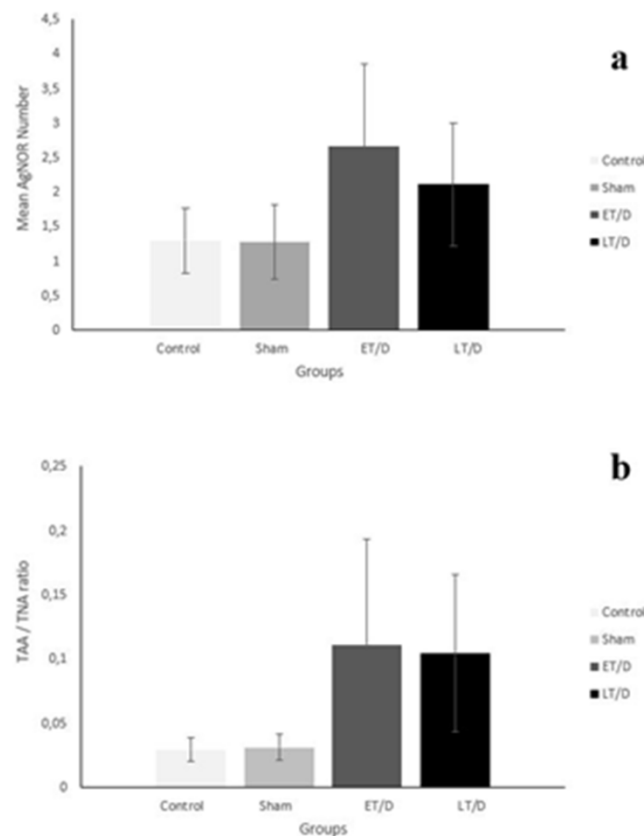 a
Mean AgNOR Number
4,5
4
3,5
3
2,5
2
1,5
1
0,5
0
Control
Sham
ET/D
LT/D
Groups
Control
Sham
ET/D
LT/D
b
TAA / TNA ratio
0,25
0,2
0,15
0,1
0,05
0
Control
Sham
ET/D
LT/D
Groups
Control
Sham
ET/D
LT/D